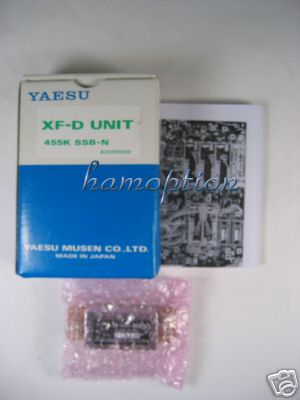 YAESU
XF-D UNIT
455K SSB-N
hamoption
YAESU MUSEN CO.,LTD.
MADE IN JAPAN